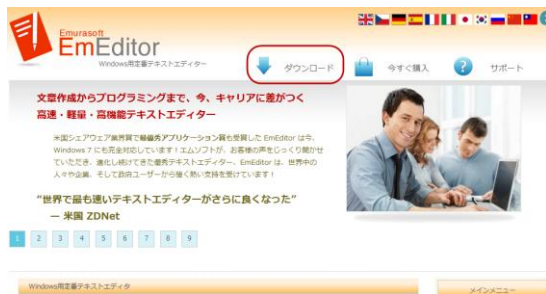 Emurasoft
EmEditor
Windows用定番テキストエディター
ダウンロード
今すぐ購入
?
サポート
文章作成からプログラミングまで、今、キャリアに差がつく
高速・軽量・高機能テキストエディター
米国シェアウェア業界賞で最優秀アプリケーション賞も受賞した EmEditor は今、
Windows 7 にも完全対応しています！エムソフトが、お客様の声をじっくり聞かせ
ていただき、進化し続けてきた優秀テキストエディター、EmEditor は、世界中の
人々や企業、そして政府ユーザーから強く熱い支持を受けています！
“世界で最も速いテキストエディターがさらに良くなった”
— 米国 ZDNet
1 2 3 4 5 6 7 8 9
Windows用定番テキストエディタ
メインメニュー